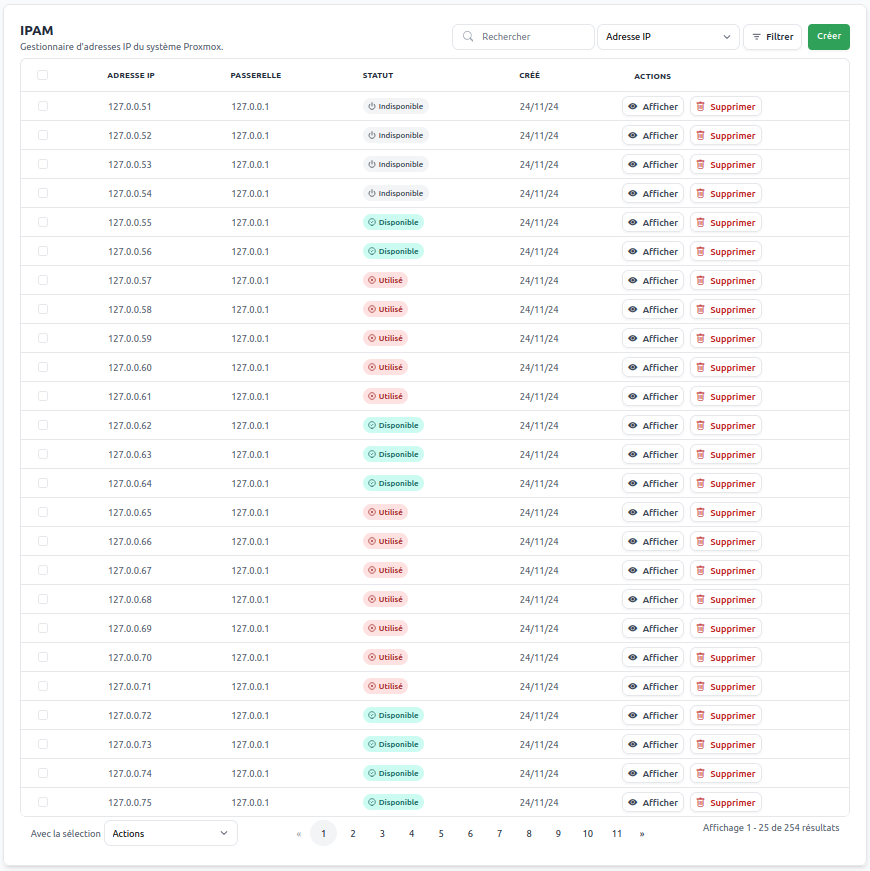 IPAM
Gestionnaire d'adresses IP du système Proxmox.
Rechercher Adresse IP Filtrer Créer
ADRESSE IP PASSERELLE STATUT CRÉÉ ACTIONS
127.0.0.51 127.0.0.1 Indisponible 24/11/24 Afficher Supprimer
127.0.0.52 127.0.0.1 Indisponible 24/11/24 Afficher Supprimer
127.0.0.53 127.0.0.1 Indisponible 24/11/24 Afficher Supprimer
127.0.0.54 127.0.0.1 Indisponible 24/11/24 Afficher Supprimer
127.0.0.55 127.0.0.1 Disponible 24/11/24 Afficher Supprimer
127.0.0.56 127.0.0.1 Disponible 24/11/24 Afficher Supprimer
127.0.0.57 127.0.0.1 Utilisé 24/11/24 Afficher Supprimer
127.0.0.58 127.0.0.1 Utilisé 24/11/24 Afficher Supprimer
127.0.0.59 127.0.0.1 Utilisé 24/11/24 Afficher Supprimer
127.0.0.60 127.0.0.1 Utilisé 24/11/24 Afficher Supprimer
127.0.0.61 127.0.0.1 Utilisé 24/11/24 Afficher Supprimer
127.0.0.62 127.0.0.1 Disponible 24/11/24 Afficher Supprimer
127.0.0.63 127.0.0.1 Disponible 24/11/24 Afficher Supprimer
127.0.0.64 127.0.0.1 Disponible 24/11/24 Afficher Supprimer
127.0.0.65 127.0.0.1 Utilisé 24/11/24 Afficher Supprimer
127.0.0.66 127.0.0.1 Utilisé 24/11/24 Afficher Supprimer
127.0.0.67 127.0.0.1 Utilisé 24/11/24 Afficher Supprimer
127.0.0.68 127.0.0.1 Utilisé 24/11/24 Afficher Supprimer
127.0.0.69 127.0.0.1 Utilisé 24/11/24 Afficher Supprimer
127.0.0.70 127.0.0.1 Utilisé 24/11/24 Afficher Supprimer
127.0.0.71 127.0.0.1 Utilisé 24/11/24 Afficher Supprimer
127.0.0.72 127.0.0.1 Disponible 24/11/24 Afficher Supprimer
127.0.0.73 127.0.0.1 Disponible 24/11/24 Afficher Supprimer
127.0.0.74 127.0.0.1 Disponible 24/11/24 Afficher Supprimer
127.0.0.75 127.0.0.1 Disponible 24/11/24 Afficher Supprimer
Avec la sélection Actions « 1 2 3 4 5 6 7 8 9 10 11 » Affichage 1 - 25 de 254 résultats